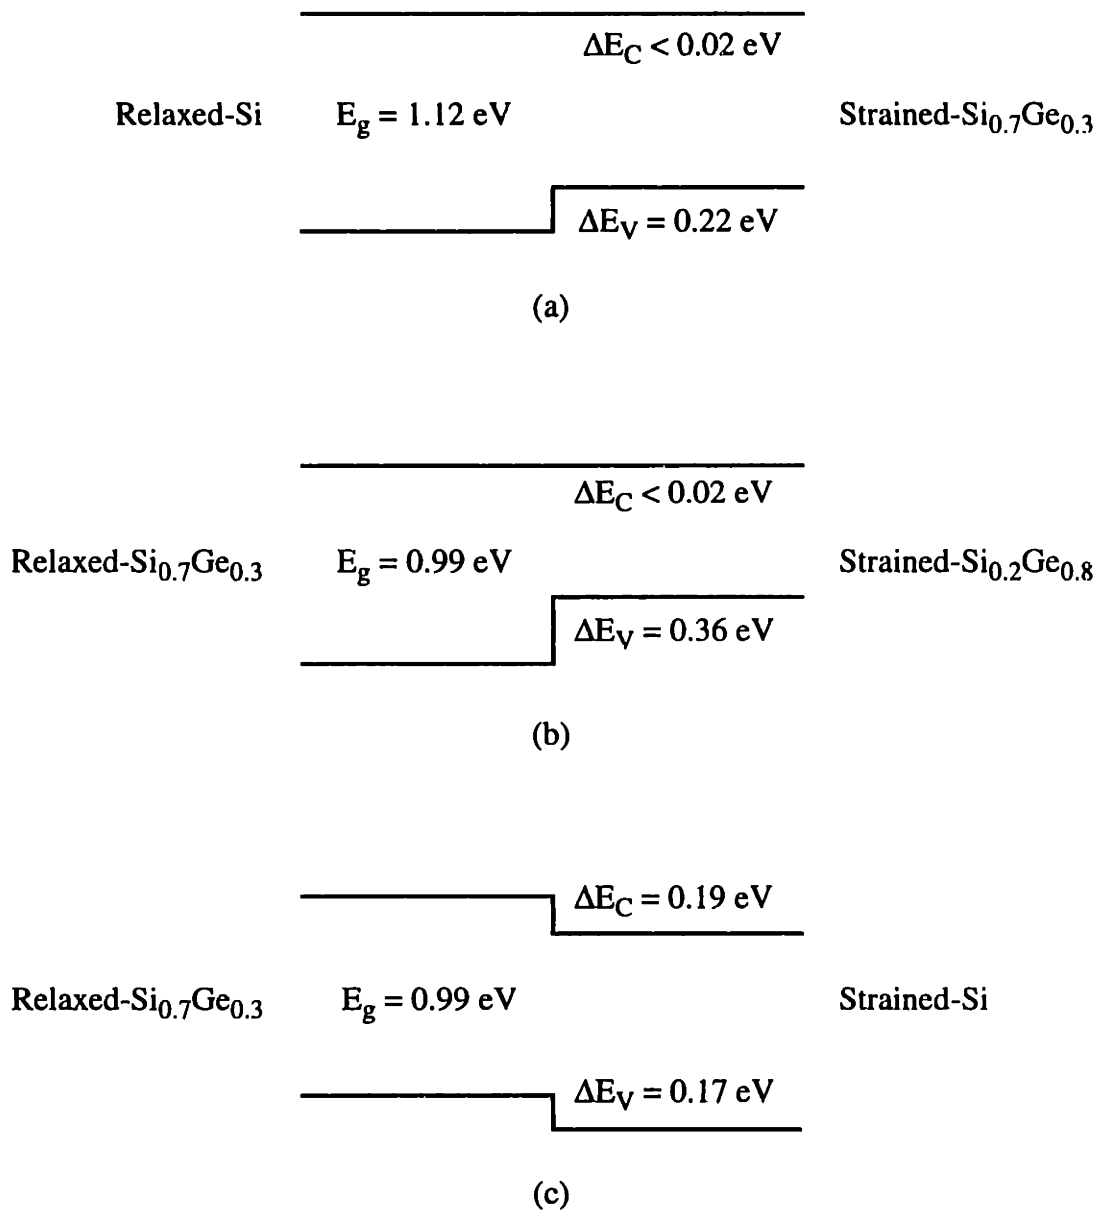 ΔE_C < 0.02 eV
Relaxed-Si E_g = 1.12 eV Strained-Si_0.7Ge_0.3
ΔE_V = 0.22 eV
(a)
ΔE_C < 0.02 eV
Relaxed-Si_0.7Ge_0.3 E_g = 0.99 eV Strained-Si_0.2Ge_0.8
ΔE_V = 0.36 eV
(b)
ΔE_C = 0.19 eV
Relaxed-Si_0.7Ge_0.3 E_g = 0.99 eV Strained-Si
ΔE_V = 0.17 eV
(c)